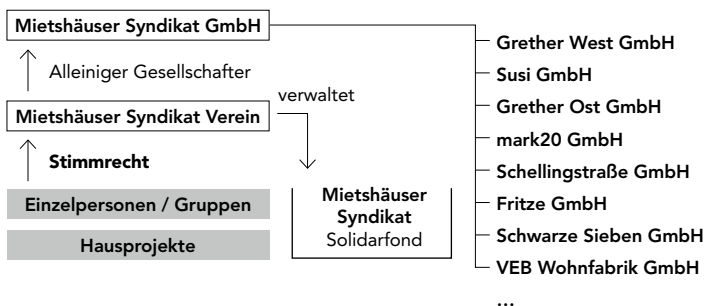 Mietshäuser Syndikat GmbH
Alleiniger Gesellschafter
Mietshäuser Syndikat Verein
verwaltet
Stimmrecht
Einzelpersonen / Gruppen
Hausprojekte
Mietshäuser
Syndikat
Solidarfond
Grether West GmbH
Susi GmbH
Grether Ost GmbH
mark20 GmbH
Schellingstraße GmbH
Fritze GmbH
Schwarze Sieben GmbH
VEB Wohnfabrik GmbH
...